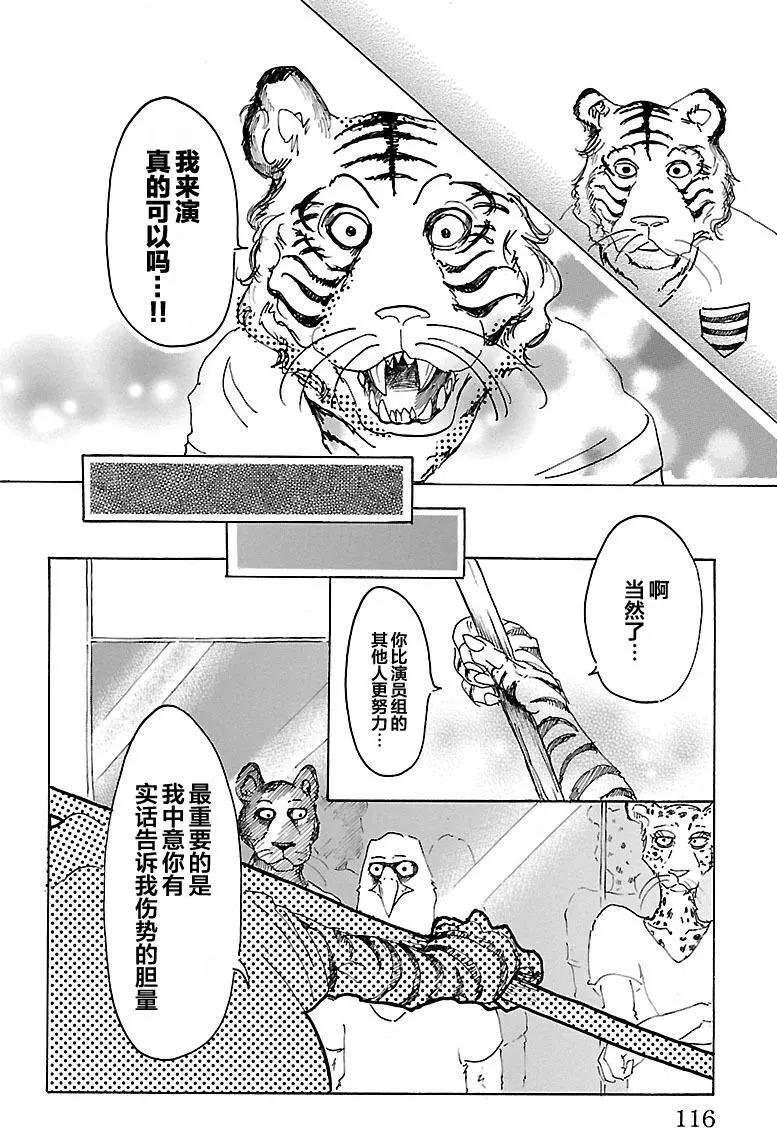 我来演
真的可以吗…!!
啊
当然了…
你比演员组的
其他人更努力…
最重要的是
我中意你有
实话告诉我伤势的胆量
116